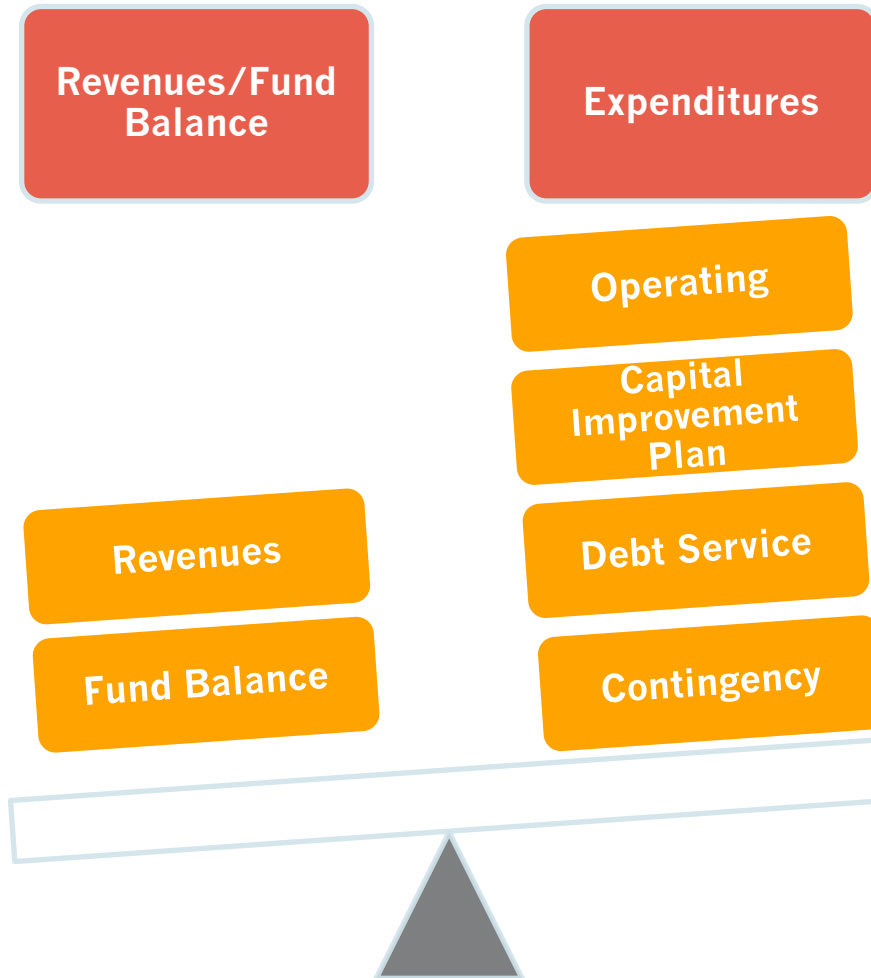 Revenues/Fund
Balance
Expenditures
Operating
Capital
Improvement
Plan
Revenues
Debt Service
Fund Balance
Contingency